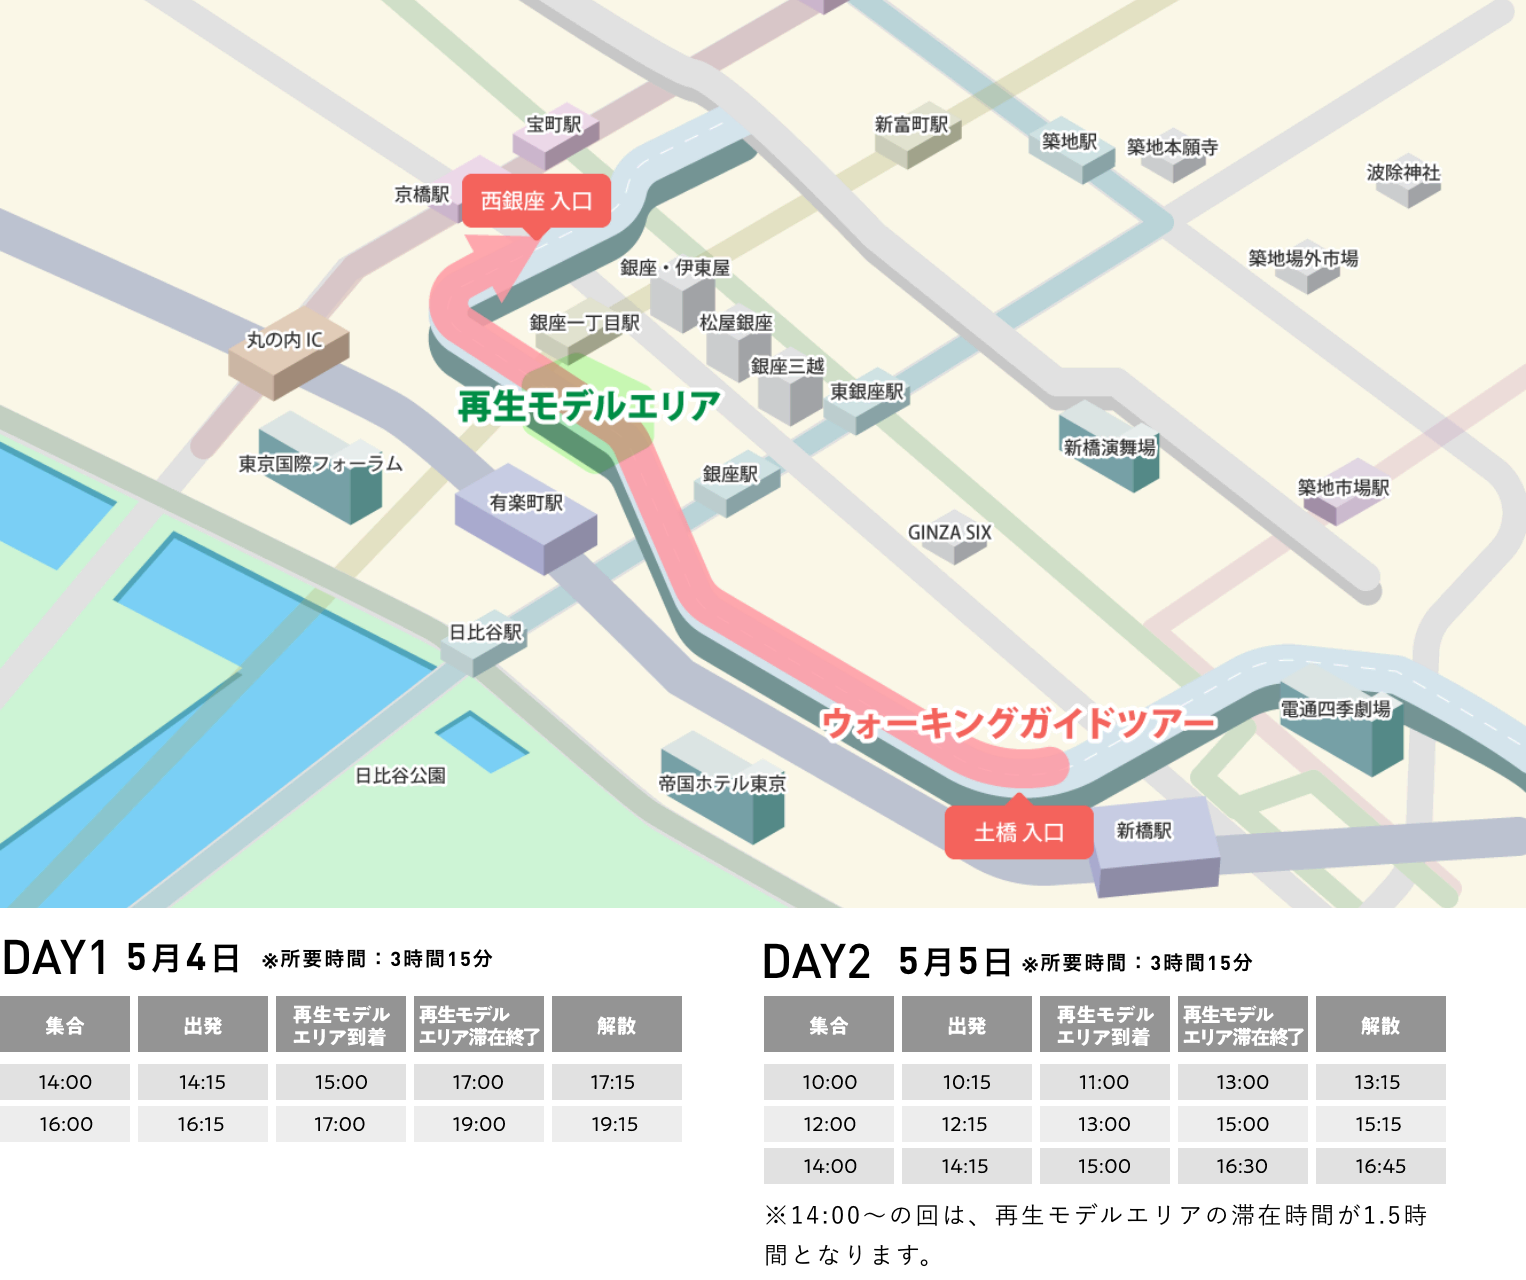 宝町駅
新富町駅
築地駅
築地本願寺
波除神社
京橋駅
西銀座 入口
築地場外市場
銀座・伊東屋
銀座一丁目駅
松屋銀座
丸の内 IC
銀座三越
東銀座駅
再生モデルエリア
新橋演舞場
東京国際フォーラム
銀座駅
築地市場駅
有楽町駅
GINZA SIX
日比谷駅
電通四季劇場
ウォーキングガイドツアー
日比谷公園
帝国ホテル東京
土橋 入口
新橋駅
DAY1 5月4日 ※所要時間：3時間15分
集合 出発 再生モデル
エリア到着 再生モデル
エリア滞在終了 解散
14:00 14:15 15:00 17:00 17:15
16:00 16:15 17:00 19:00 19:15
DAY2 5月5日 ※所要時間：3時間15分
集合 出発 再生モデル
エリア到着 再生モデル
エリア滞在終了 解散
10:00 10:15 11:00 13:00 13:15
12:00 12:15 13:00 15:00 15:15
14:00 14:15 15:00 16:30 16:45
※14:00〜の回は、再生モデルエリアの滞在時間が1.5時
間となります。